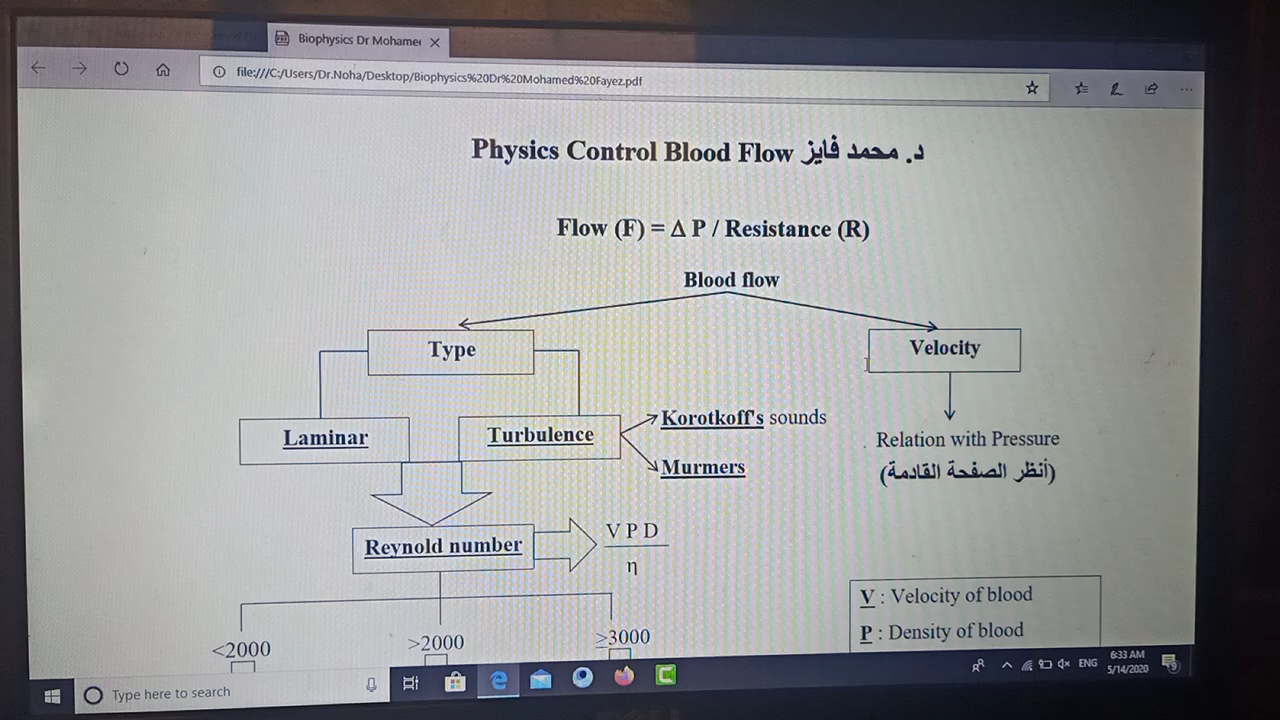 Biophysics Dr Mohamed
file:///C:/Users/Dr.Noha/Desktop/Biophysics%20Dr%20Mohamed%20Fayez.pdf
Physics Control Blood Flow د. محمد فايز
Flow (F) = Δ P / Resistance (R)
Blood flow
Type
Velocity
Laminar
Turbulence
Korotkoff's sounds
Murmers
Relation with Pressure
(أنظر الصفحة القادمة)
Reynold number
V P D
η
V : Velocity of blood
P : Density of blood
<2000
>2000
≥3000
Type here to search
ENG
6:33 AM
5/14/2020
9